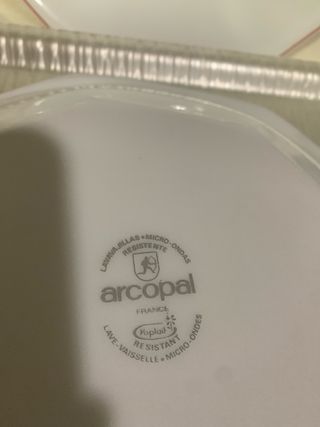 LAVAVAJILLAS • MICRO-ONDAS
RESISTENTE
arcopal
FRANCE
Yoplait
RESISTANT
LAVE-VAISSELLE • MICRO-ONDES